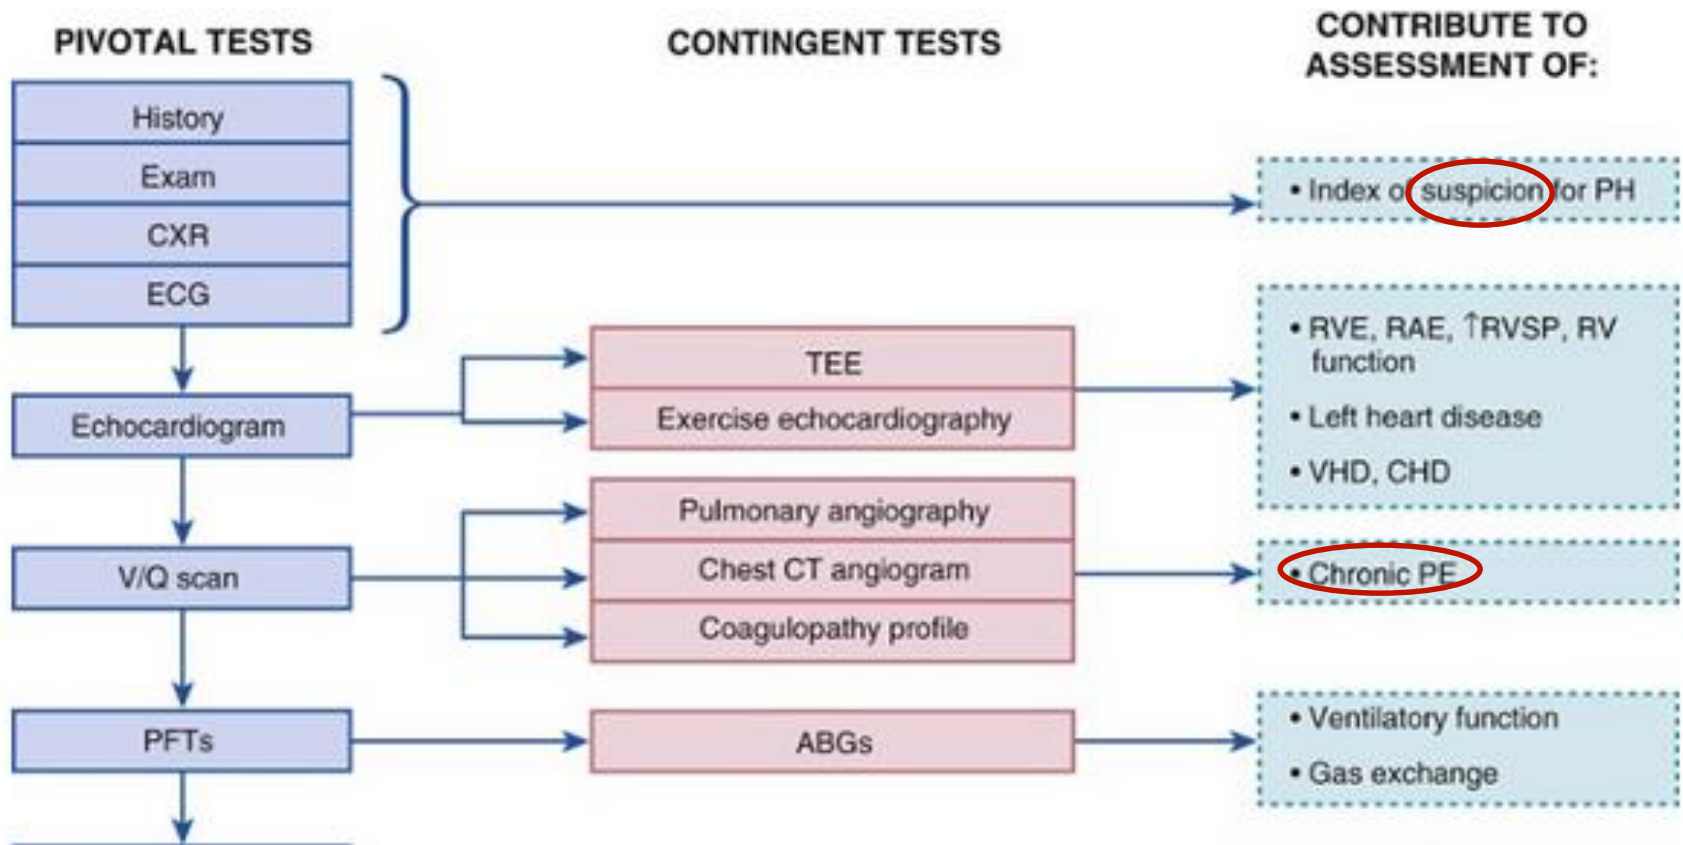 PIVOTAL TESTS
CONTINGENT TESTS
CONTRIBUTE TO
ASSESSMENT OF:
History
Exam
CXR
ECG
• Index of suspicion for PH
Echocardiogram
TEE
Exercise echocardiography
• RVE, RAE, ↑RVSP, RV
function
• Left heart disease
• VHD, CHD
V/Q scan
Pulmonary angiography
Chest CT angiogram
Coagulopathy profile
• Chronic PE
PFTs
ABGs
• Ventilatory function
• Gas exchange